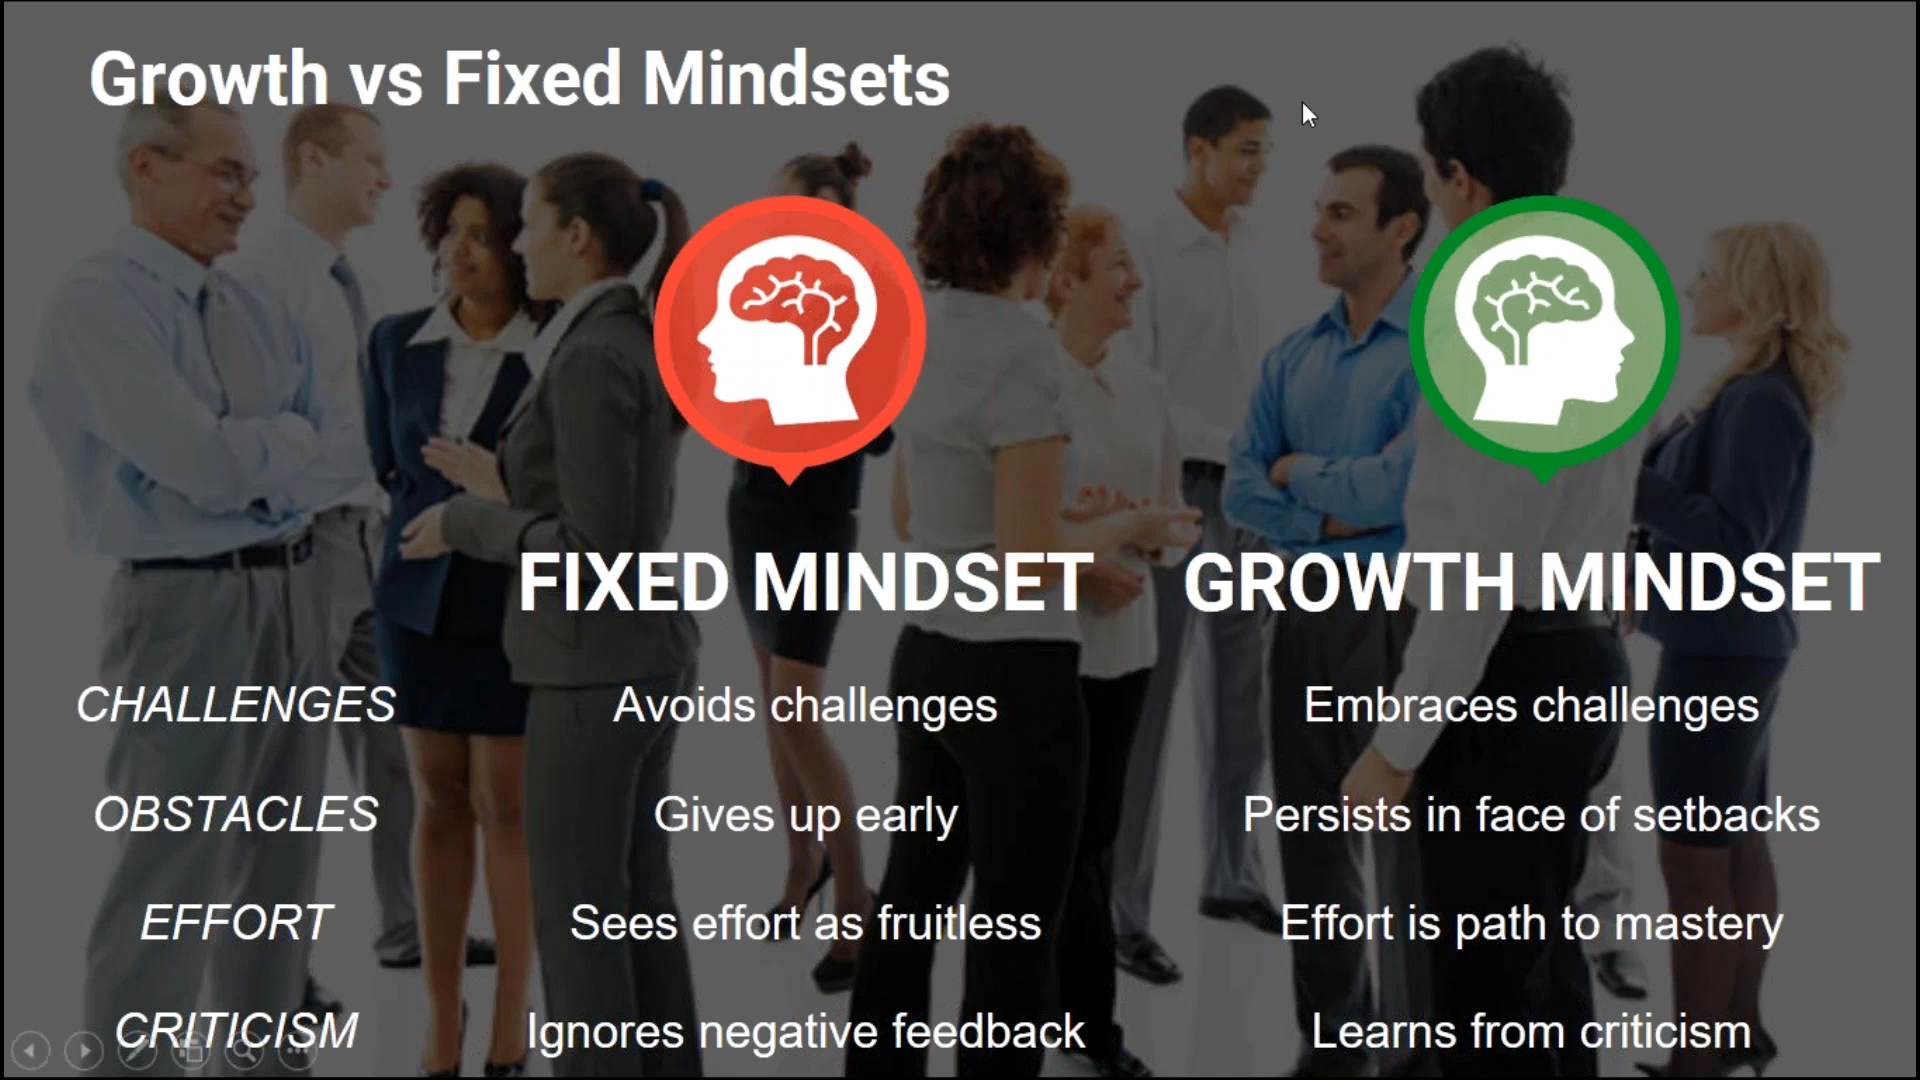 Growth vs Fixed Mindsets
FIXED MINDSET GROWTH MINDSET
CHALLENGES Avoids challenges Embraces challenges
OBSTACLES Gives up early Persists in face of setbacks
EFFORT Sees effort as fruitless Effort is path to mastery
CRITICISM Ignores negative feedback Learns from criticism